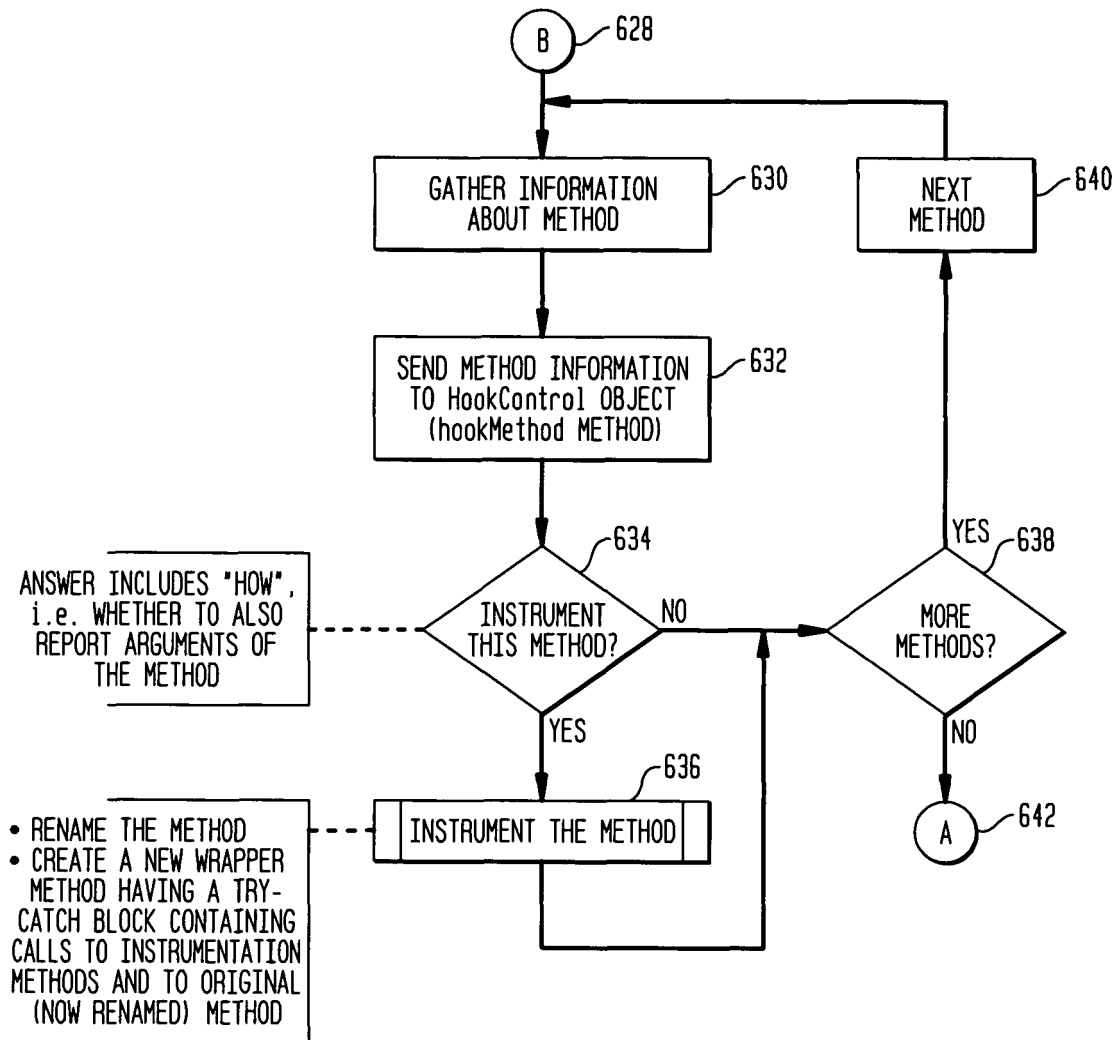 B
628
GATHER INFORMATION
ABOUT METHOD
630
NEXT
METHOD
640
SEND METHOD INFORMATION
TO HookControl OBJECT
(hookMethod METHOD)
632
ANSWER INCLUDES "HOW",
i.e. WHETHER TO ALSO
REPORT ARGUMENTS OF
THE METHOD
INSTRUMENT
THIS METHOD?
634
NO
YES
MORE
METHODS?
638
YES
NO
• RENAME THE METHOD
• CREATE A NEW WRAPPER
METHOD HAVING A TRY-
CATCH BLOCK CONTAINING
CALLS TO INSTRUMENTATION
METHODS AND TO ORIGINAL
(NOW RENAMED) METHOD
INSTRUMENT THE METHOD
636
A
642